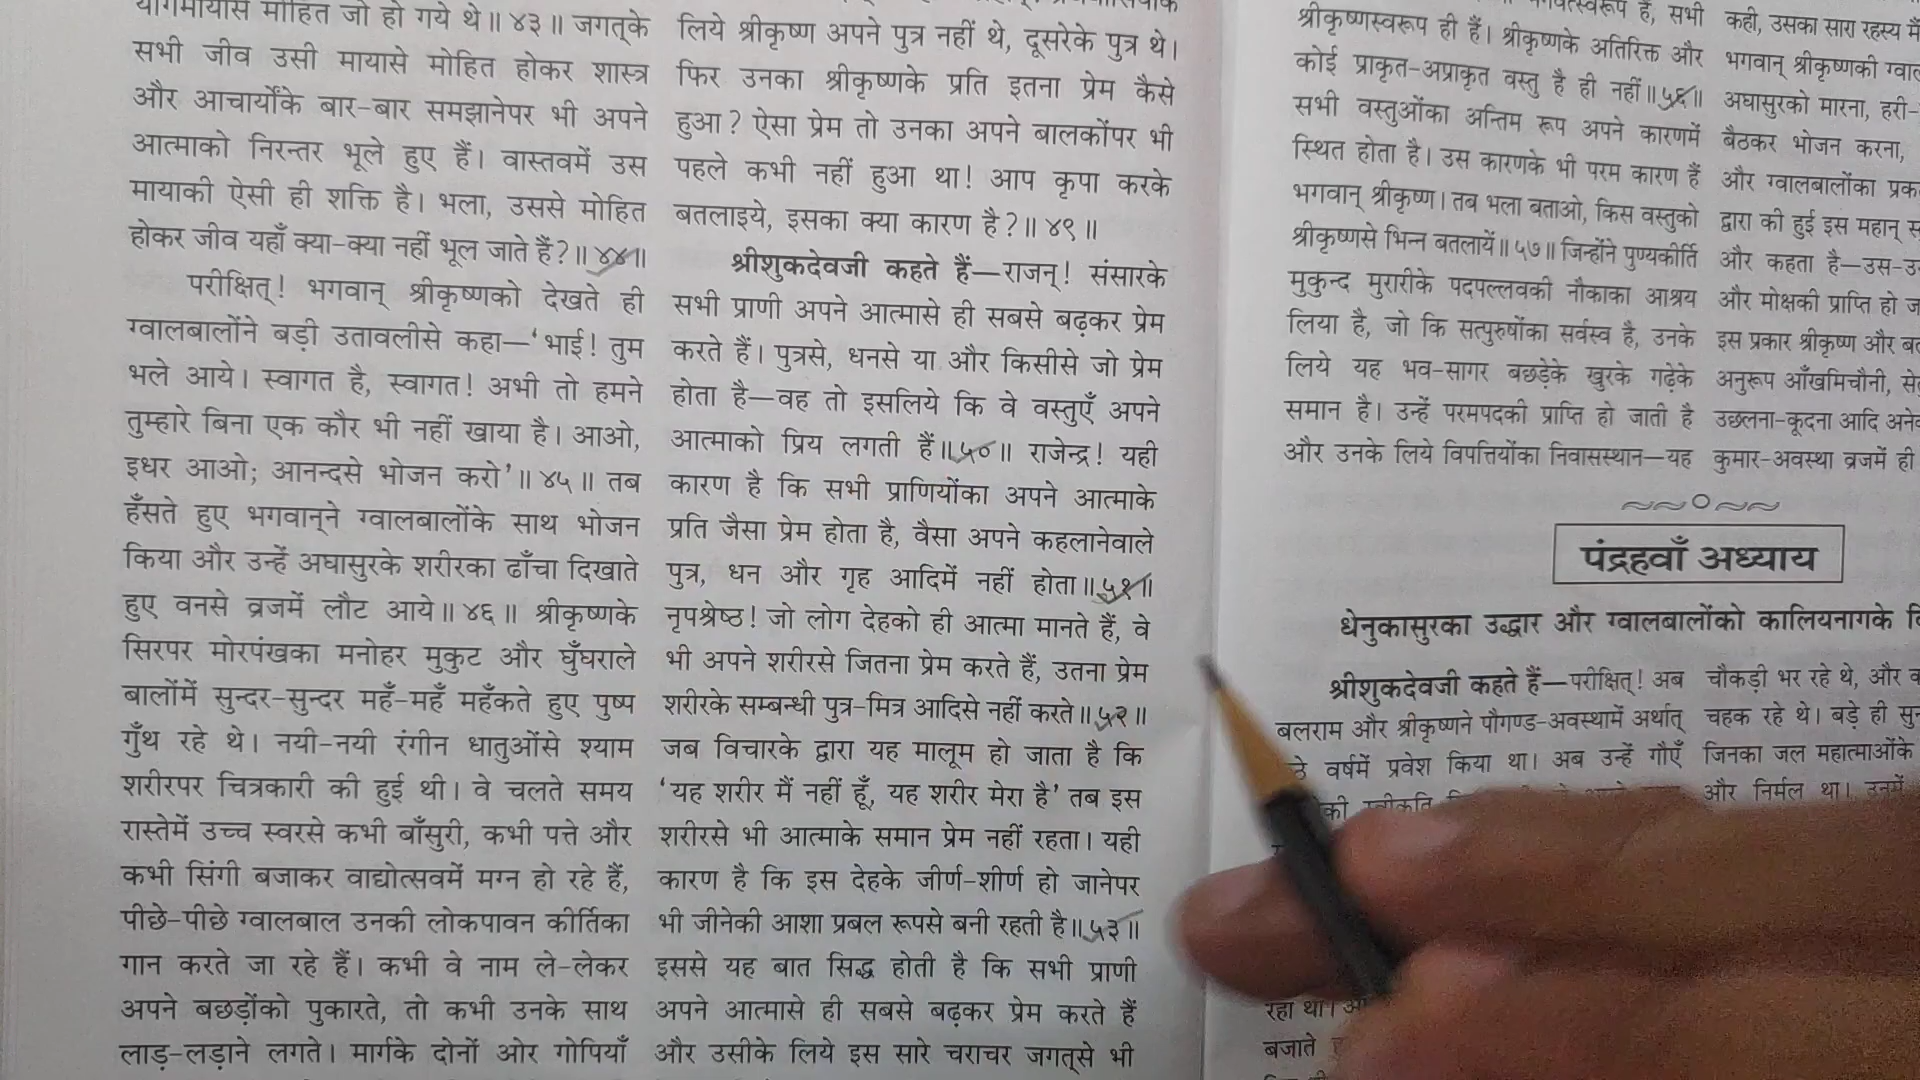 योगमायासे मोहित जो हो गये थे॥ ४३॥ जगत्‌के
सभी जीव उसी मायासे मोहित होकर शास्त्र
और आचार्योंके बार-बार समझानेपर भी अपने
आत्माको निरन्तर भूले हुए हैं। वास्तवमें उस
मायाकी ऐसी ही शक्ति है। भला, उससे मोहित
होकर जीव यहाँ क्या-क्या नहीं भूल जाते हैं?॥ ४४॥
परीक्षित्! भगवान् श्रीकृष्णको देखते ही
ग्वालबालोंने बड़ी उतावलीसे कहा—‘भाई! तुम
भले आये। स्वागत है, स्वागत! अभी तो हमने
तुम्हारे बिना एक कौर भी नहीं खाया है। आओ,
इधर आओ; आनन्दसे भोजन करो’॥ ४५॥ तब
हँसते हुए भगवान्‌ने ग्वालबालोंके साथ भोजन
किया और उन्हें अघासुरके शरीरका ढाँचा दिखाते
हुए वनसे व्रजमें लौट आये॥ ४६॥ श्रीकृष्णके
सिरपर मोरपंखका मनोहर मुकुट और घुँघराले
बालोंमें सुन्दर-सुन्दर महँ-महँ महँकते हुए पुष्प
गुँथ रहे थे। नयी-नयी रंगीन धातुओंसे श्याम
शरीरपर चित्रकारी की हुई थी। वे चलते समय
रास्तेमें उच्च स्वरसे कभी बाँसुरी, कभी पत्ते और
कभी सिंगी बजाकर वाद्योत्सवमें मग्न हो रहे हैं,
पीछे-पीछे ग्वालबाल उनकी लोकपावन कीर्तिका
गान करते जा रहे हैं। कभी वे नाम ले-लेकर
अपने बछड़ोंको पुकारते, तो कभी उनके साथ
लाड़-लड़ाने लगते। मार्गके दोनों ओर गोपियाँ
लिये श्रीकृष्ण अपने पुत्र नहीं थे, दूसरेके पुत्र थे।
फिर उनका श्रीकृष्णके प्रति इतना प्रेम कैसे
हुआ? ऐसा प्रेम तो उनका अपने बालकोंपर भी
पहले कभी नहीं हुआ था! आप कृपा करके
बतलाइये, इसका क्या कारण है?॥ ४९॥
श्रीशुकदेवजी कहते हैं—राजन्! संसारके
सभी प्राणी अपने आत्मासे ही सबसे बढ़कर प्रेम
करते हैं। पुत्रसे, धनसे या और किसीसे जो प्रेम
होता है—वह तो इसलिये कि वे वस्तुएँ अपने
आत्माको प्रिय लगती हैं॥ ५०॥ राजेन्द्र! यही
कारण है कि सभी प्राणियोंका अपने आत्माके
प्रति जैसा प्रेम होता है, वैसा अपने कहलानेवाले
पुत्र, धन और गृह आदिमें नहीं होता॥ ५१॥
नृपश्रेष्ठ! जो लोग देहको ही आत्मा मानते हैं, वे
भी अपने शरीरसे जितना प्रेम करते हैं, उतना प्रेम
शरीरके सम्बन्धी पुत्र-मित्र आदिसे नहीं करते॥ ५२॥
जब विचारके द्वारा यह मालूम हो जाता है कि
‘यह शरीर मैं नहीं हूँ, यह शरीर मेरा है’ तब इस
शरीरसे भी आत्माके समान प्रेम नहीं रहता। यही
कारण है कि इस देहके जीर्ण-शीर्ण हो जानेपर
भी जीनेकी आशा प्रबल रूपसे बनी रहती है॥ ५३॥
इससे यह बात सिद्ध होती है कि सभी प्राणी
अपने आत्मासे ही सबसे बढ़कर प्रेम करते हैं
और उसीके लिये इस सारे चराचर जगत्‌से भी
श्रीकृष्णस्वरूप ही हैं। श्रीकृष्णके अतिरिक्त और
कोई प्राकृत-अप्राकृत वस्तु है ही नहीं॥ ५६॥
सभी वस्तुओंका अन्तिम रूप अपने कारणमें
स्थित होता है। उस कारणके भी परम कारण हैं
भगवान् श्रीकृष्ण। तब भला बताओ, किस वस्तुको
श्रीकृष्णसे भिन्न बतलायें॥ ५७॥ जिन्होंने पुण्यकीर्ति
मुकुन्द मुरारीके पदपल्लवकी नौकाका आश्रय
लिया है, जो कि सत्पुरुषोंका सर्वस्व है, उनके
लिये यह भव-सागर बछड़ेके खुरके गढ़ेके
समान है। उन्हें परमपदकी प्राप्ति हो जाती है
और उनके लिये विपत्तियोंका निवासस्थान—यह
कही, उसका सारा रहस्य
भगवान् श्रीकृष्णकी
अघासुरको मारना, हरी-
बैठकर भोजन करना,
और ग्वालबालोंका
द्वारा की हुई इस महान्
और कहता है—उस-
और मोक्षकी प्राप्ति हो
इस प्रकार श्रीकृष्ण और
अनुरूप आँखमिचौनी,
उछलना-कूदना आदि
कुमार-अवस्था व्रजमें ही
पंद्रहवाँ अध्याय
धेनुकासुरका उद्धार और ग्वालबालोंको कालियनागके
श्रीशुकदेवजी कहते हैं—परीक्षित्! अब
बलराम और श्रीकृष्णने पौगण्ड-अवस्थामें अर्थात्
वर्षमें प्रवेश किया था। अब उन्हें गौएँ
रहा था।
बजाते
चौकड़ी भर रहे थे, और
चहक रहे थे। बड़े ही
जिनका जल महात्माओंके
और निर्मल था। उनमें